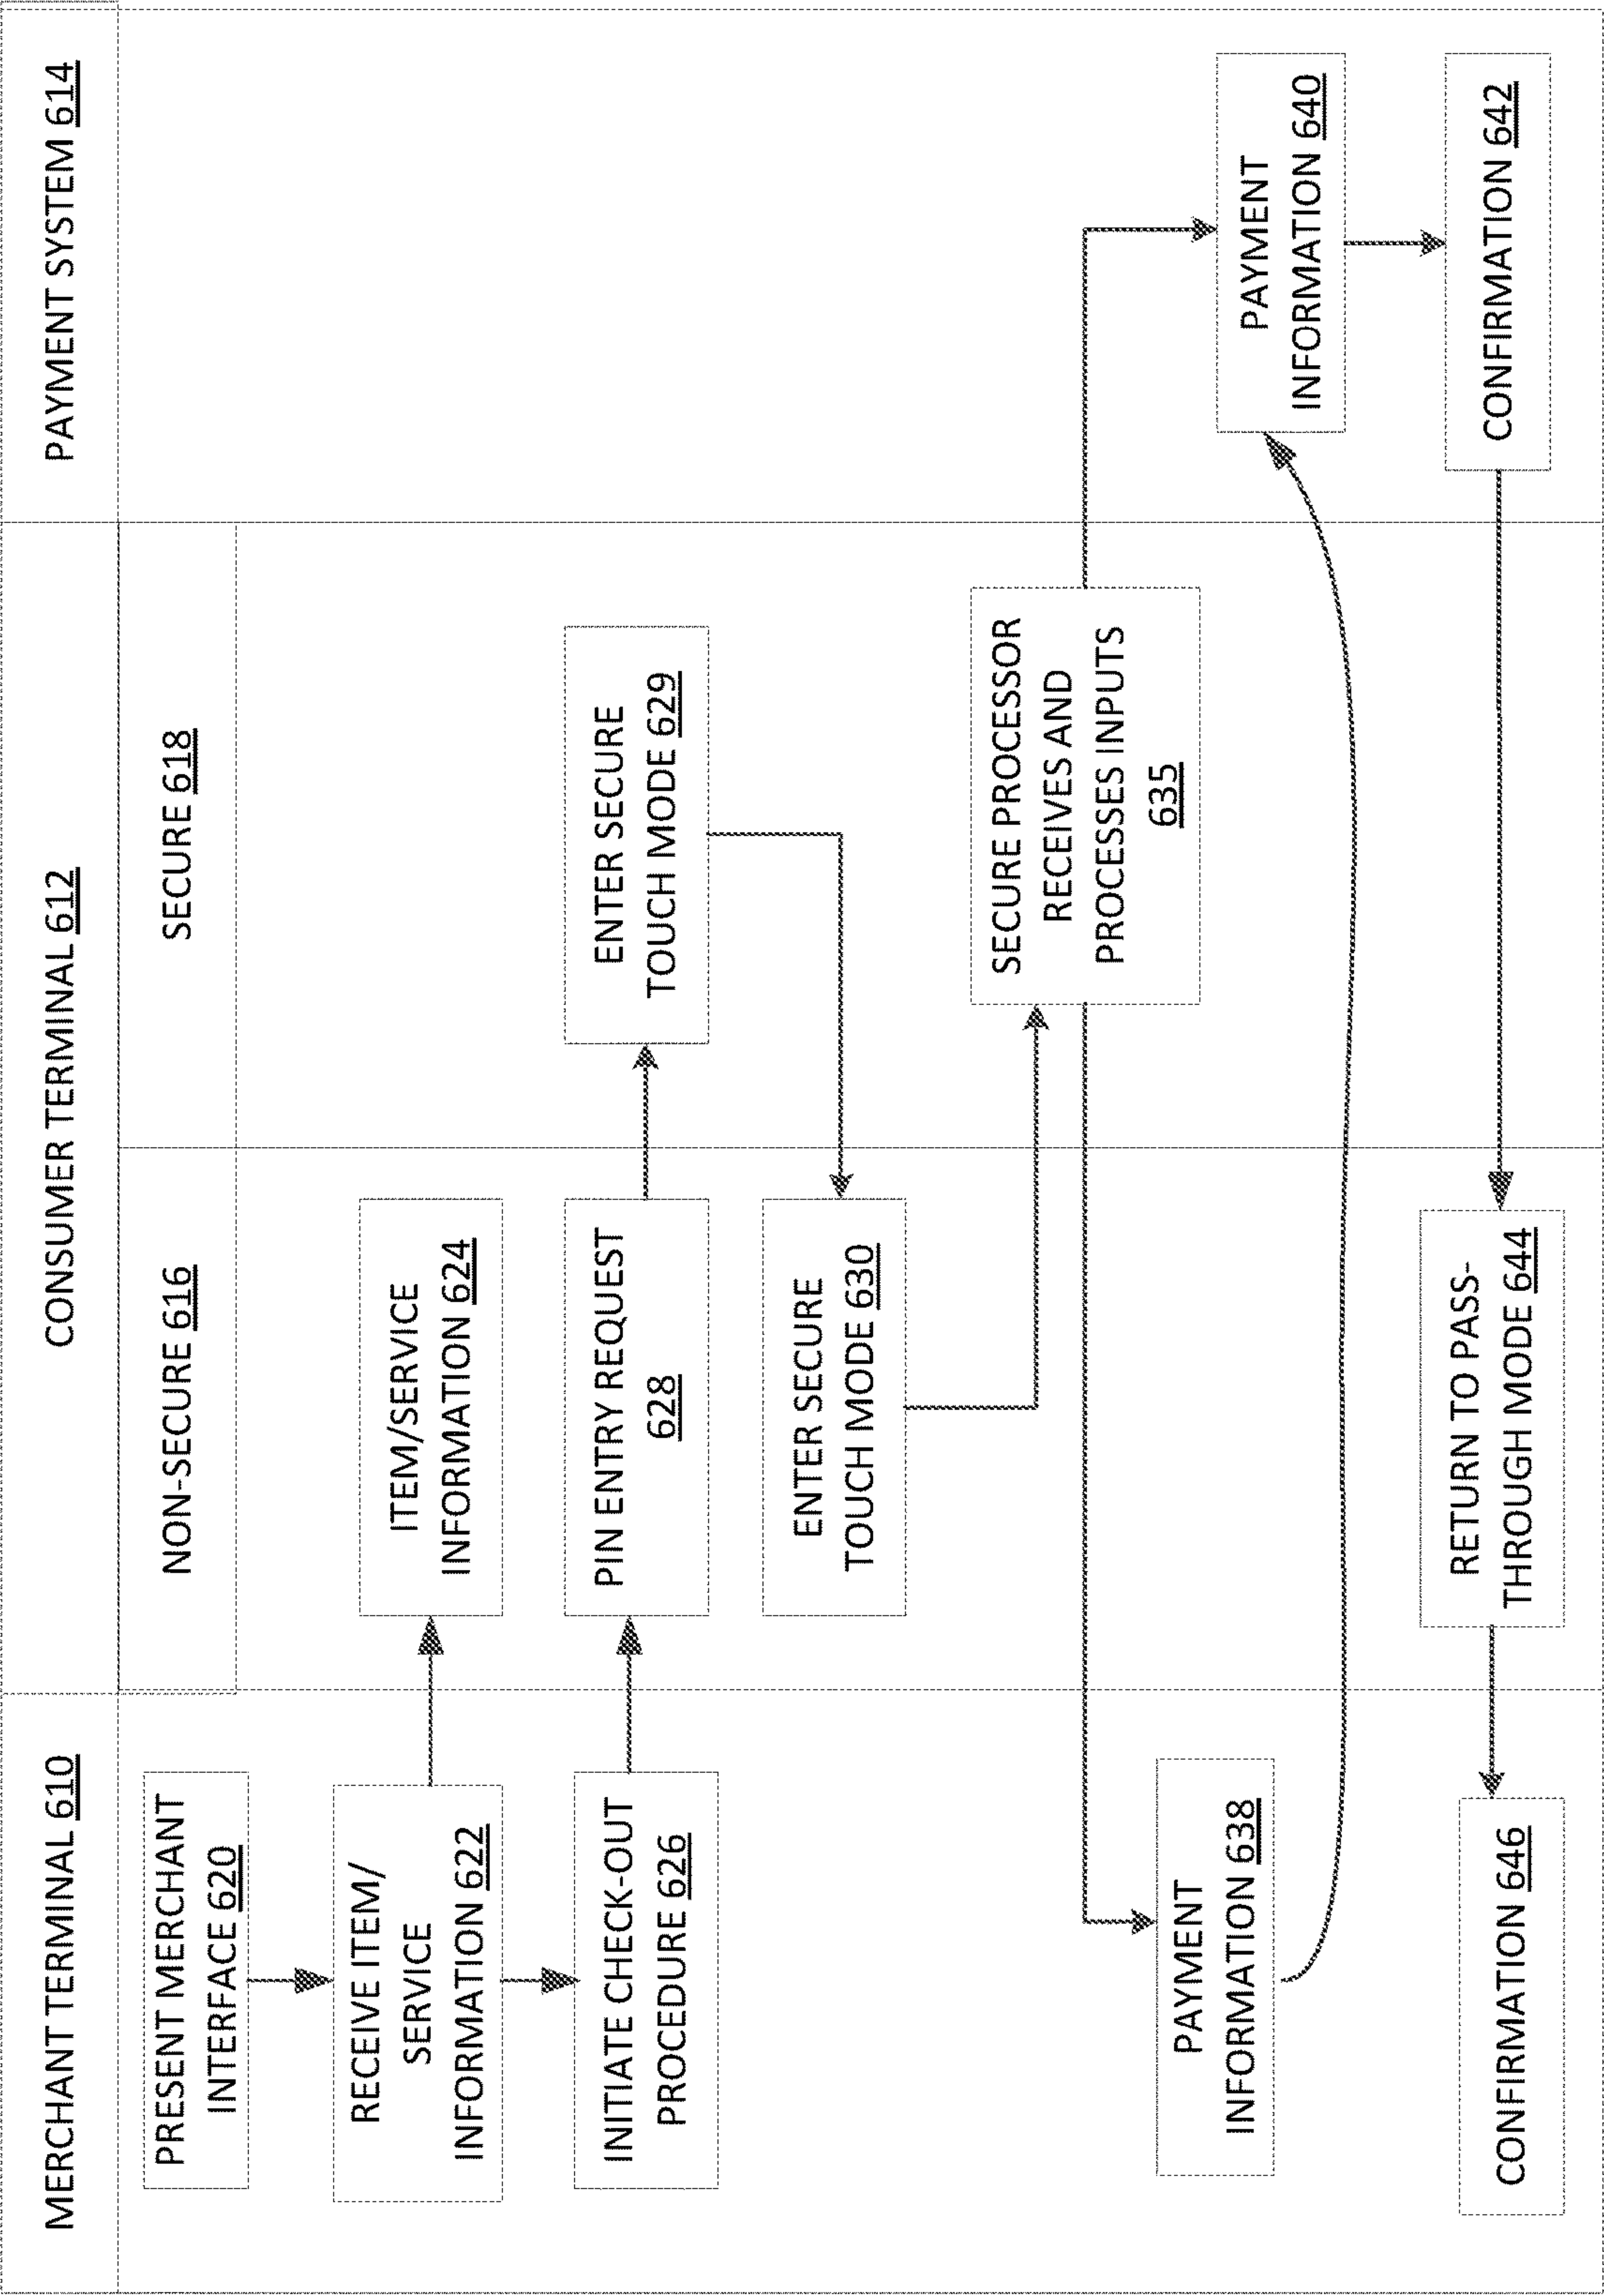 MERCHANT TERMINAL 610
CONSUMER TERMINAL 612
PAYMENT SYSTEM 614
NON-SECURE 616
SECURE 618
PRESENT MERCHANT
INTERFACE 620
RECEIVE ITEM/
SERVICE
INFORMATION 622
ITEM/SERVICE
INFORMATION 624
INITIATE CHECK-OUT
PROCEDURE 626
PIN ENTRY REQUEST
628
ENTER SECURE
TOUCH MODE 629
ENTER SECURE
TOUCH MODE 630
SECURE PROCESSOR
RECEIVES AND
PROCESSES INPUTS
635
PAYMENT
INFORMATION 638
PAYMENT
INFORMATION 640
CONFIRMATION 642
RETURN TO PASS-
THROUGH MODE 644
CONFIRMATION 646